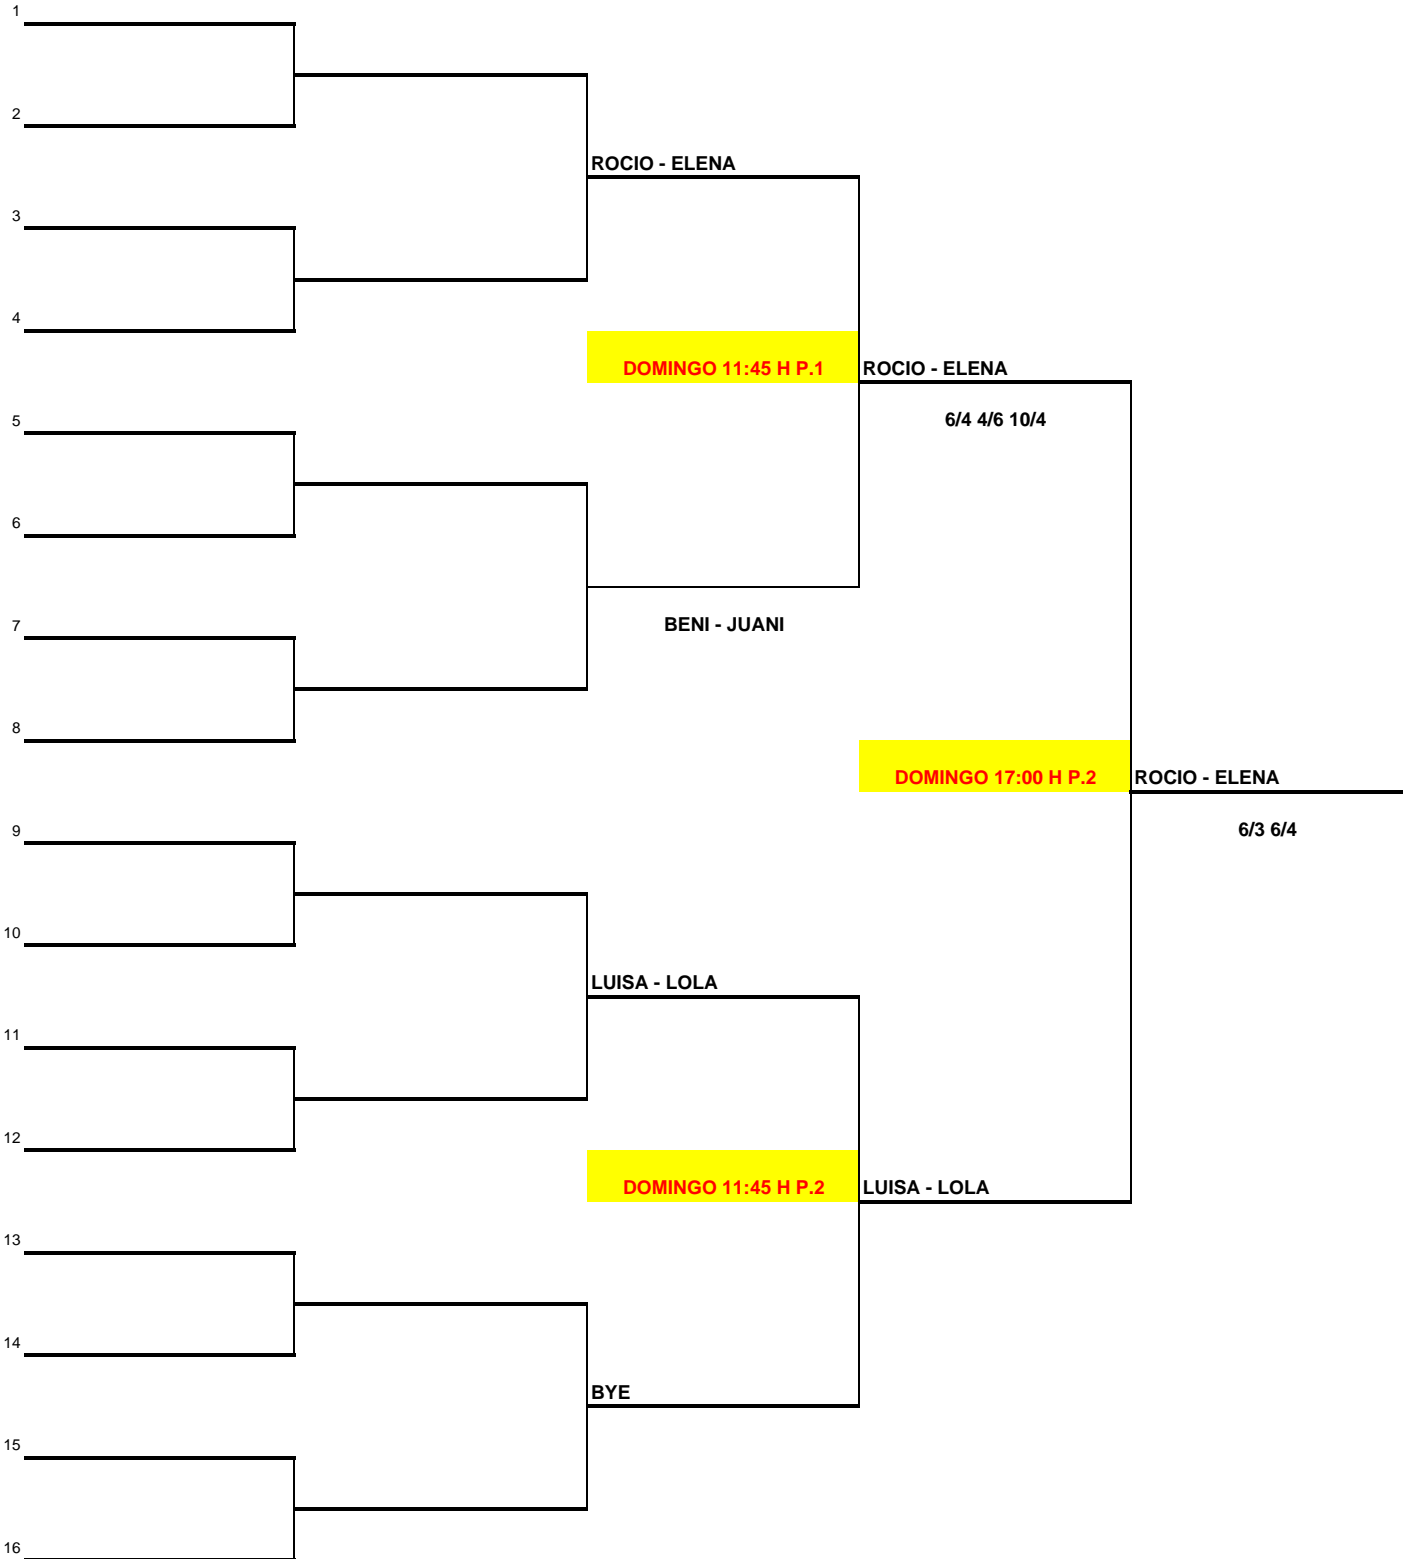 1
2
ROCIO - ELENA
3
4
DOMINGO 11:45 H P.1
ROCIO - ELENA
5
6/4 4/6 10/4
6
7
BENI - JUANI
8
DOMINGO 17:00 H P.2
ROCIO - ELENA
9
6/3 6/4
10
LUISA - LOLA
11
12
DOMINGO 11:45 H P.2
LUISA - LOLA
13
14
BYE
15
16